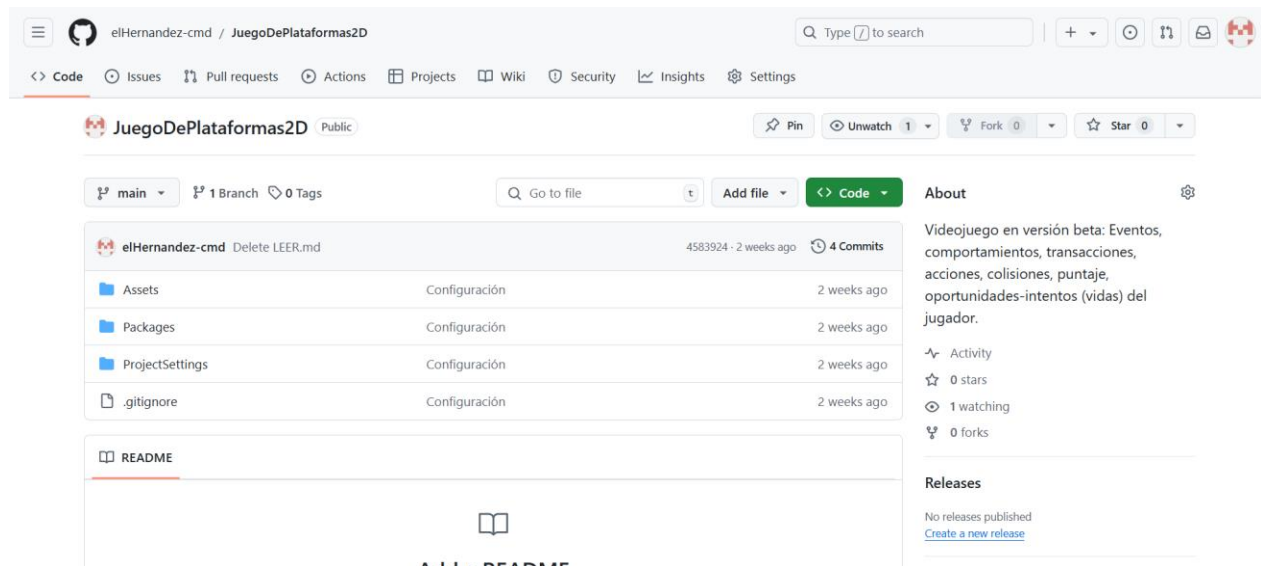 elHernandez-cmd / JuegoDePlataformas2D
Type / to search
Code Issues Pull requests Actions Projects Wiki Security Insights Settings
JuegoDePlataformas2D Public
Pin Unwatch 1 Fork 0 Star 0
main 1 Branch 0 Tags Go to file t Add file Code
elHernandez-cmd Delete LEER.md 4583924 · 2 weeks ago 4 Commits
Assets Configuración 2 weeks ago
Packages Configuración 2 weeks ago
ProjectSettings Configuración 2 weeks ago
.gitignore Configuración 2 weeks ago
README
About
Videojuego en versión beta: Eventos,
comportamientos, transacciones,
acciones, colisiones, puntaje,
oportunidades-intentos (vidas) del
jugador.
Activity
0 stars
1 watching
0 forks
Releases
No releases published
Create a new release